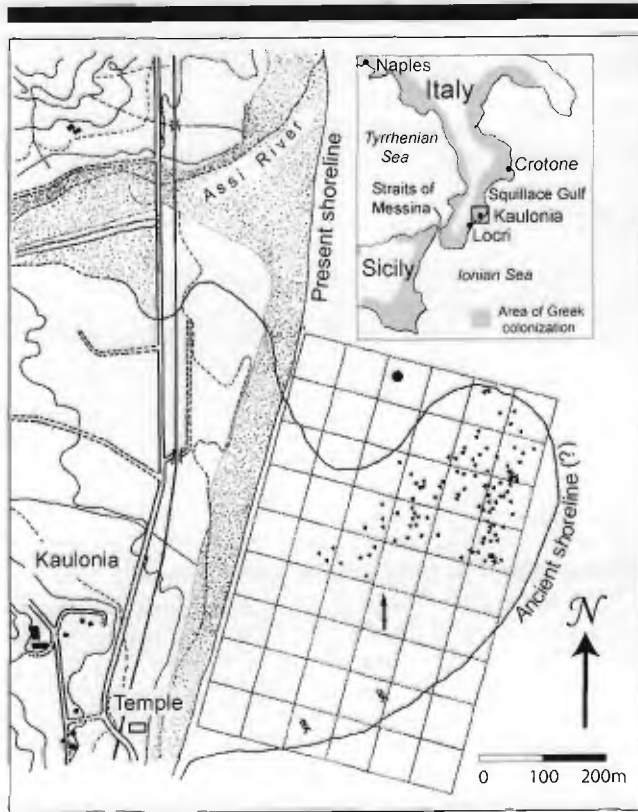 Naples
Italy
Tyrrhenian
Sea
Crotone
Straits of
Messina
Squillace Gulf
Kaulonia
Locri
Sicily
Ionian Sea
Area of Greek
colonization
Assi River
Present shoreline
Ancient shoreline (?)
Kaulonia
Temple
N
0 100 200m